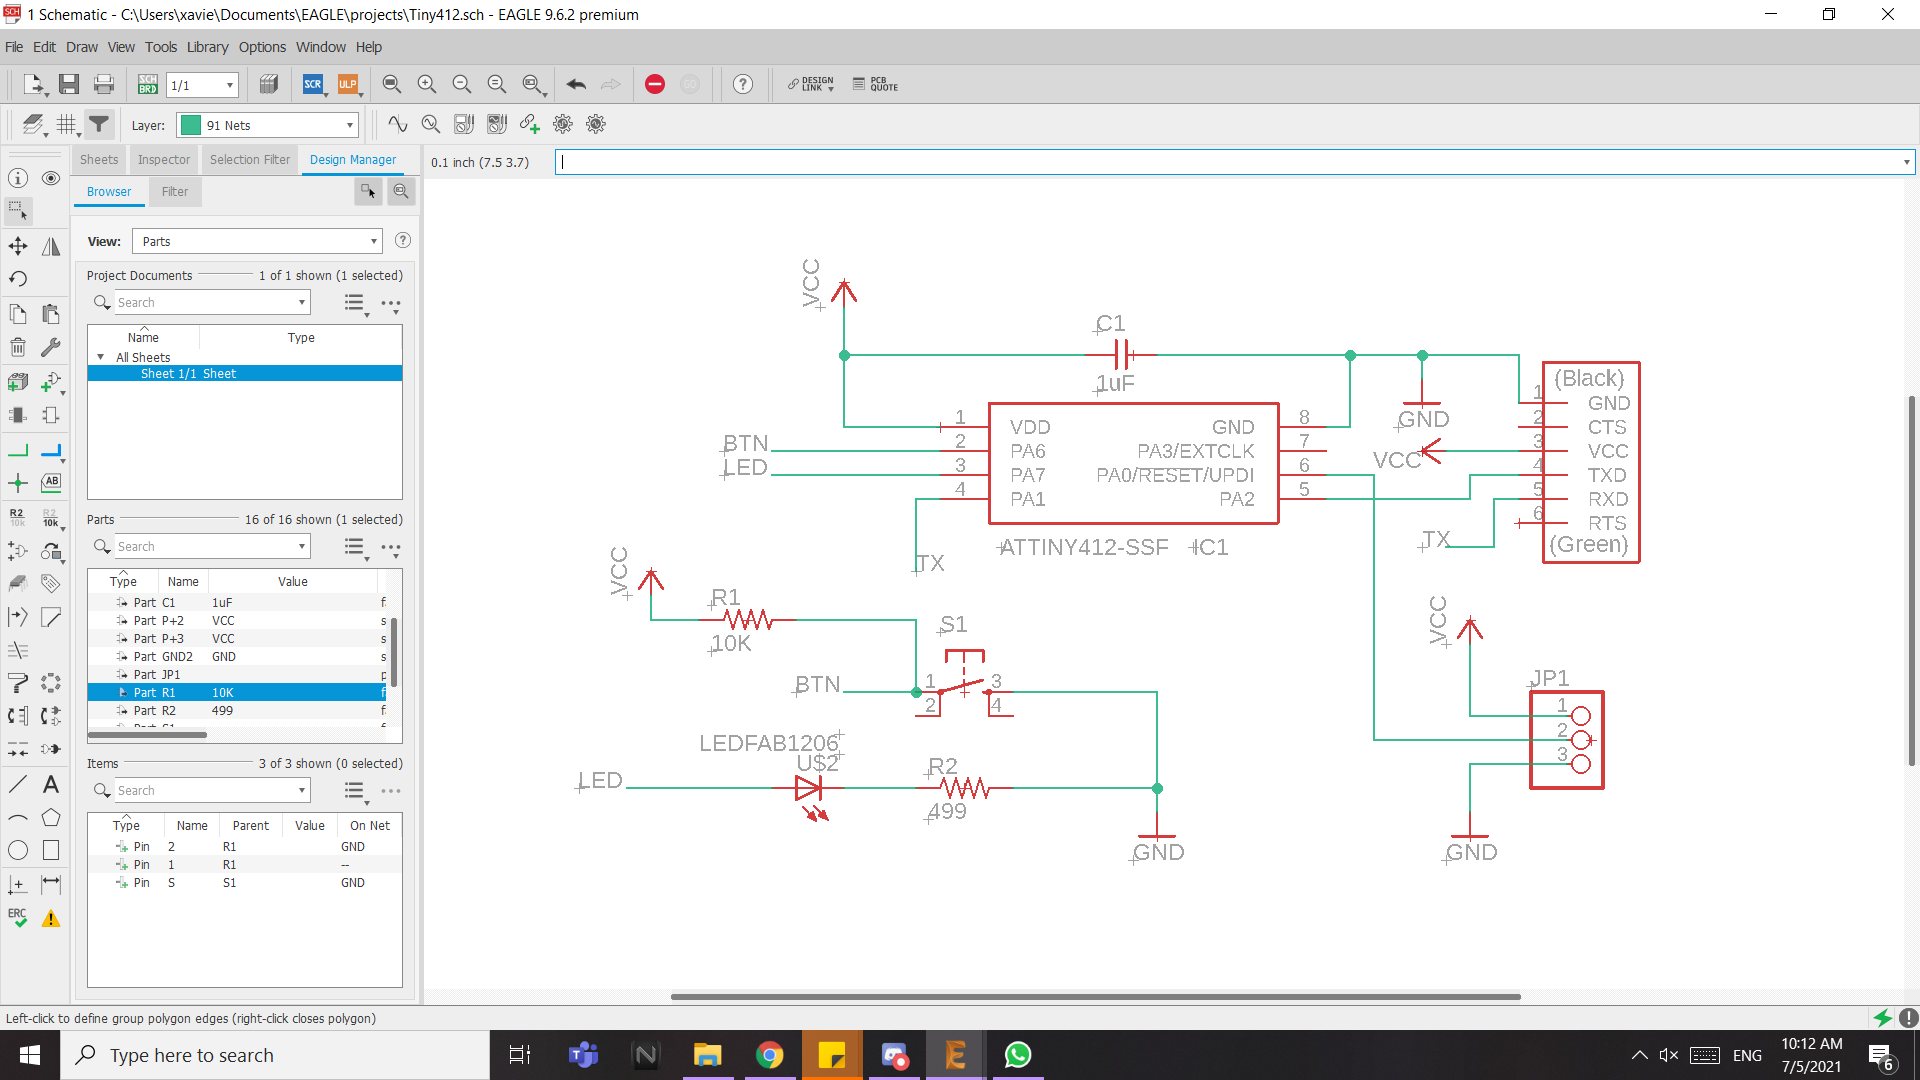 1 Schematic - C:\Users\xavie\Documents\EAGLE\projects\Tiny412.sch - EAGLE 9.6.2 premium
File Edit Draw View Tools Library Options Window Help
SCH BRD 1/1 SCR ULP GO DESIGN LINK PCB QUOTE
Layer: 91 Nets
Sheets Inspector Selection Filter Design Manager
0.1 inch (7.5 3.7)
Browser Filter
View: Parts
Project Documents 1 of 1 shown (1 selected)
Search
Name Type
All Sheets
Sheet 1/1 Sheet
Parts 16 of 16 shown (1 selected)
Search
Type Name Value
Part C1 1uF f
Part P+2 VCC s
Part P+3 VCC s
Part GND2 GND s
Part JP1 p
Part R1 10K f
Part R2 499 f
Items 3 of 3 shown (0 selected)
Search
Type Name Parent Value On Net
Pin 2 R1 GND
Pin 1 R1 --
Pin S S1 GND
R2 10k R2 10k
AB
A
ERC
VCC
C1
1uF
1 VDD GND 8
2 PA6 PA3/EXTCLK 7
3 PA7 PA0/RESET/UPDI 6
4 PA1 PA2 5
BTN
LED
TX
ATTINY412-SSF IC1
GND
VCC
TX
(Black)
1 GND
2 CTS
3 VCC
4 TXD
5 RXD
6 RTS
(Green)
VCC
R1
10K
S1
BTN
1 3
2 4
LEDFAB1206
U$2
LED
R2
499
GND
VCC
JP1
1
2
3
GND
Left-click to define group polygon edges (right-click closes polygon)
Type here to search
ENG
10:12 AM
7/5/2021
6